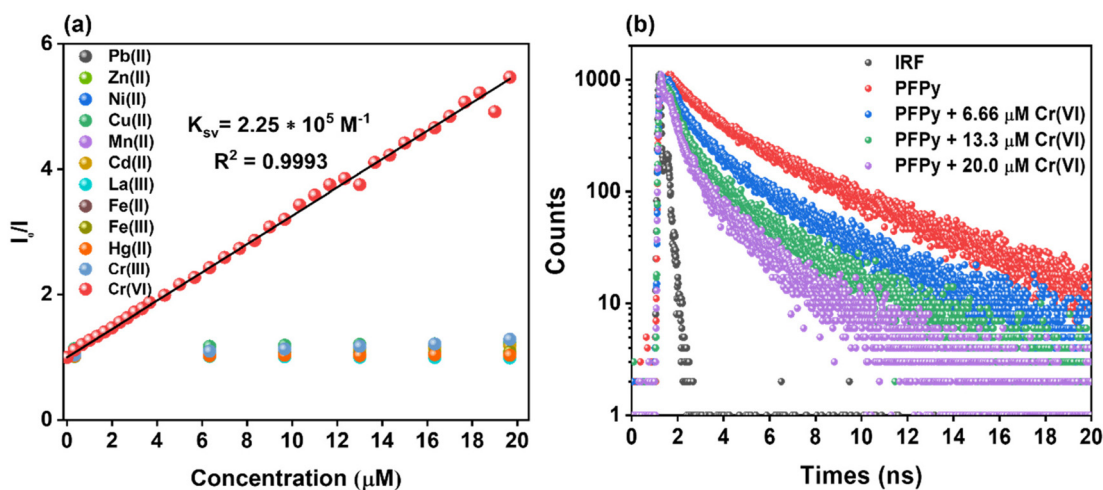 (a)
I₀/I
6
4
2
0
Pb(II)
Zn(II)
Ni(II)
Cu(II)
Mn(II)
Cd(II)
La(III)
Fe(II)
Fe(III)
Hg(II)
Cr(III)
Cr(VI)
Ksv= 2.25 * 10⁵ M⁻¹
R² = 0.9993
0 2 4 6 8 10 12 14 16 18 20
Concentration (μM)
(b)
Counts
1000
100
10
1
IRF
PFPy
PFPy + 6.66 μM Cr(VI)
PFPy + 13.3 μM Cr(VI)
PFPy + 20.0 μM Cr(VI)
0 2 4 6 8 10 12 14 16 18 20
Times (ns)